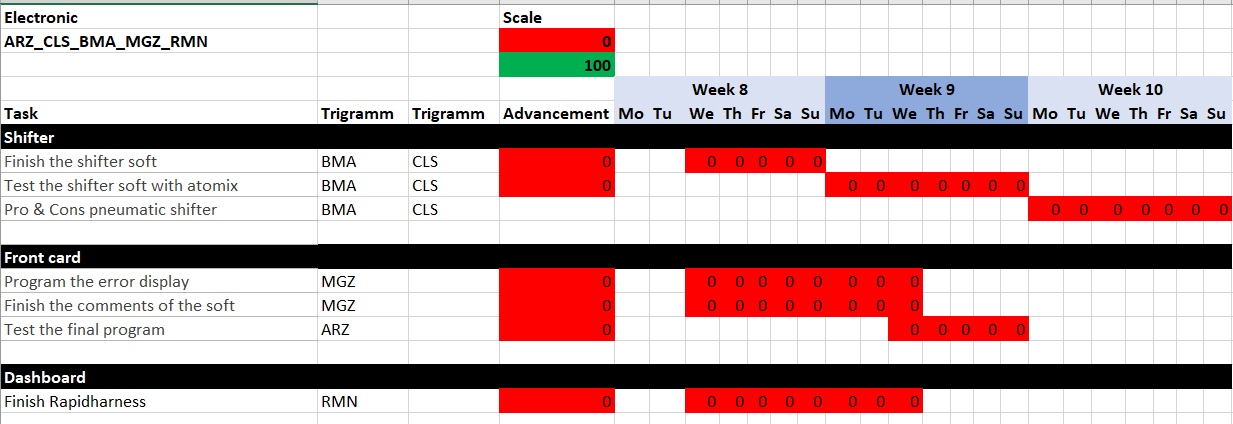 Electronic Scale
ARZ_CLS_BMA_MGZ_RMN 0
100
Week 8 Week 9 Week 10
Task Trigramm Trigramm Advancement Mo Tu We Th Fr Sa Su Mo Tu We Th Fr Sa Su Mo Tu We Th Fr Sa Su
Shifter
Finish the shifter soft BMA CLS 0 0 0 0 0 0
Test the shifter soft with atomix BMA CLS 0 0 0 0 0 0 0 0
Pro & Cons pneumatic shifter BMA CLS 0 0 0 0 0 0 0
Front card
Program the error display MGZ 0 0 0 0 0 0 0 0 0
Finish the comments of the soft MGZ 0 0 0 0 0 0 0 0 0
Test the final program ARZ 0 0 0 0 0 0
Dashboard
Finish Rapidharness RMN 0 0 0 0 0 0 0 0 0